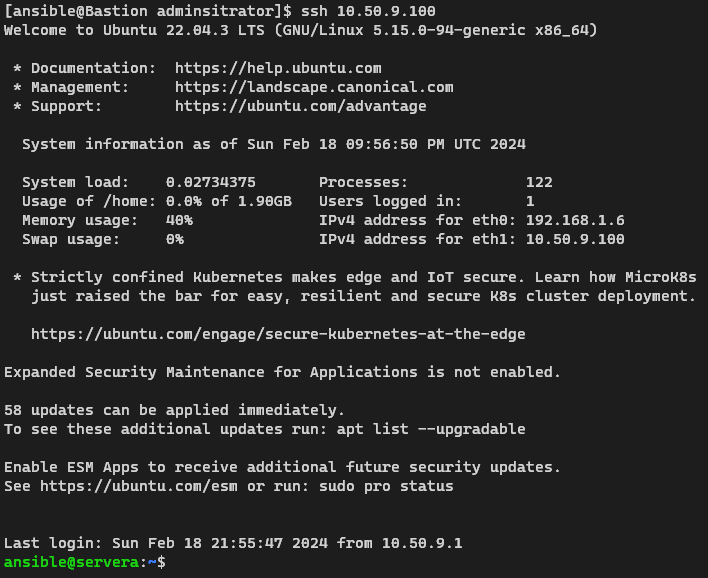 [ansible@Bastion adminsitrator]$ ssh 10.50.9.100
Welcome to Ubuntu 22.04.3 LTS (GNU/Linux 5.15.0-94-generic x86_64)

 * Documentation:  https://help.ubuntu.com
 * Management:     https://landscape.canonical.com
 * Support:        https://ubuntu.com/advantage

  System information as of Sun Feb 18 09:56:50 PM UTC 2024

  System load:    0.02734375       Processes:             122
  Usage of /home: 0.0% of 1.90GB   Users logged in:       1
  Memory usage:   40%              IPv4 address for eth0: 192.168.1.6
  Swap usage:     0%               IPv4 address for eth1: 10.50.9.100

 * Strictly confined Kubernetes makes edge and IoT secure. Learn how MicroK8s
   just raised the bar for easy, resilient and secure K8s cluster deployment.

   https://ubuntu.com/engage/secure-kubernetes-at-the-edge

Expanded Security Maintenance for Applications is not enabled.

58 updates can be applied immediately.
To see these additional updates run: apt list --upgradable

Enable ESM Apps to receive additional future security updates.
See https://ubuntu.com/esm or run: sudo pro status


Last login: Sun Feb 18 21:55:47 2024 from 10.50.9.1
ansible@servera:~$